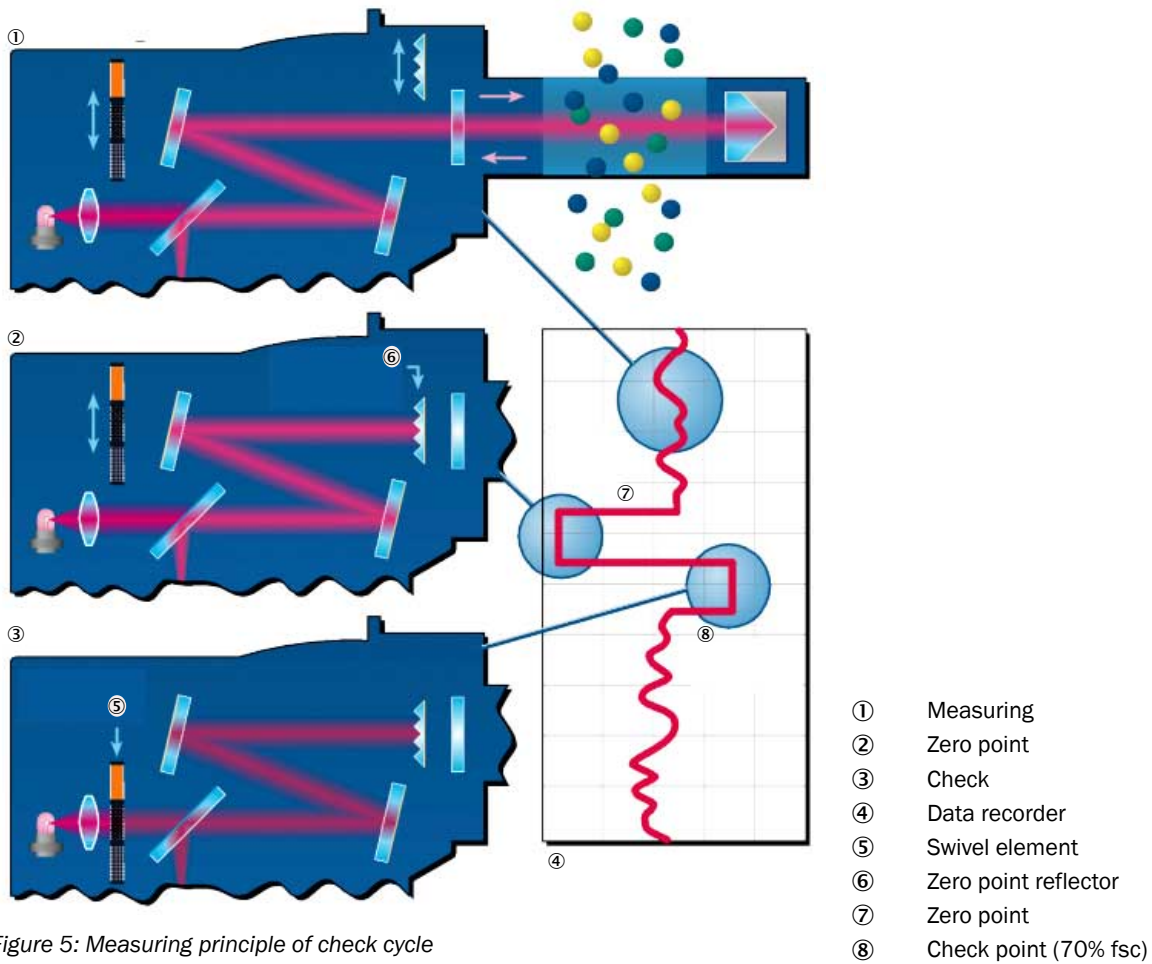 ①
②
⑥
⑦
③
⑧
⑤
④
① Measuring
② Zero point
③ Check
④ Data recorder
⑤ Swivel element
⑥ Zero point reflector
⑦ Zero point
⑧ Check point (70% fsc)
Figure 5: Measuring principle of check cycle